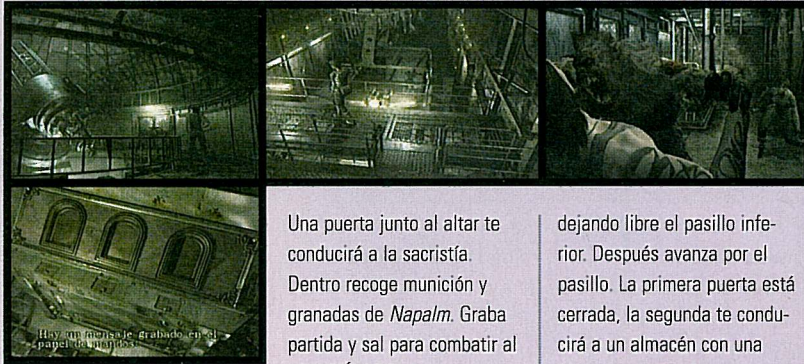 Hay un mensaje grabado en el
panel de mandos.
Una puerta junto al altar te
conducirá a la sacristía.
Dentro recoge munición y
granadas de Napalm. Graba
partida y sal para combatir al
dejando libre el pasillo infe-
rior. Después avanza por el
pasillo. La primera puerta está
cerrada, la segunda te condu-
cirá a un almacén con una